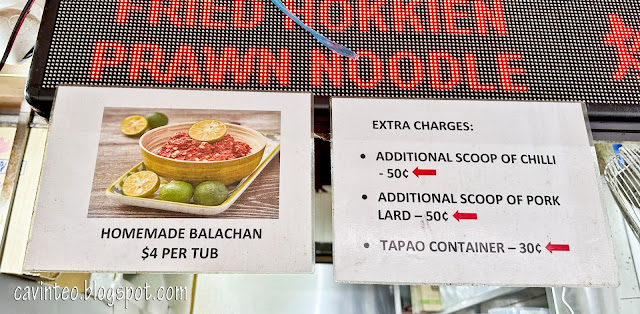 FRIED HOKKIEN
PRAWN NOODLE
HOMEMADE BALACHAN
$4 PER TUB
EXTRA CHARGES:
• ADDITIONAL SCOOP OF CHILLI
- 50¢
• ADDITIONAL SCOOP OF PORK
LARD – 50¢
• TAPAO CONTAINER – 30¢
cavinteo.blogspot.com